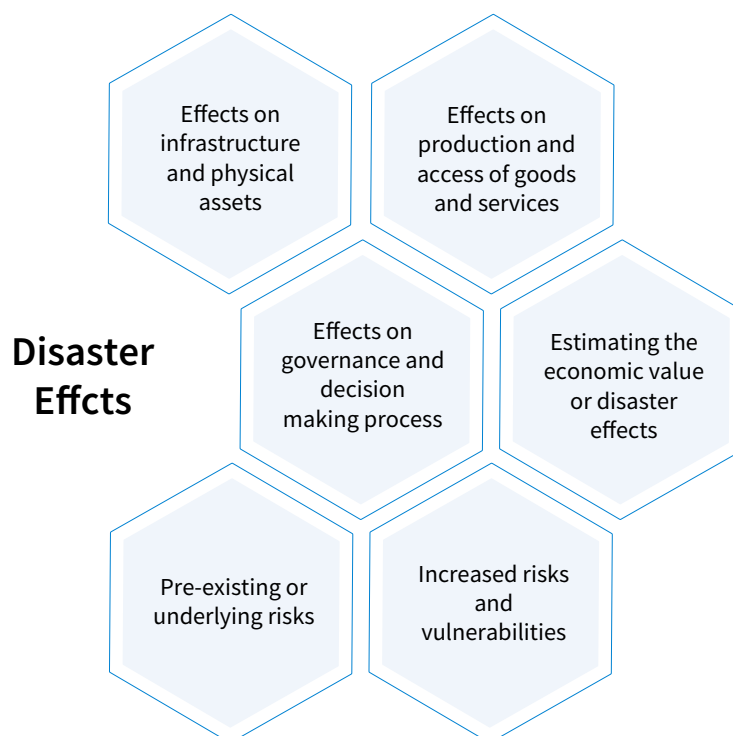 Effects on
infrastructure
and physical
assets
Effects on
production and
access of goods
and services
Disaster
Effcts
Effects on
governance and
decision
making process
Estimating the
economic value
or disaster
effects
Pre-existing or
underlying risks
Increased risks
and
vulnerabilities